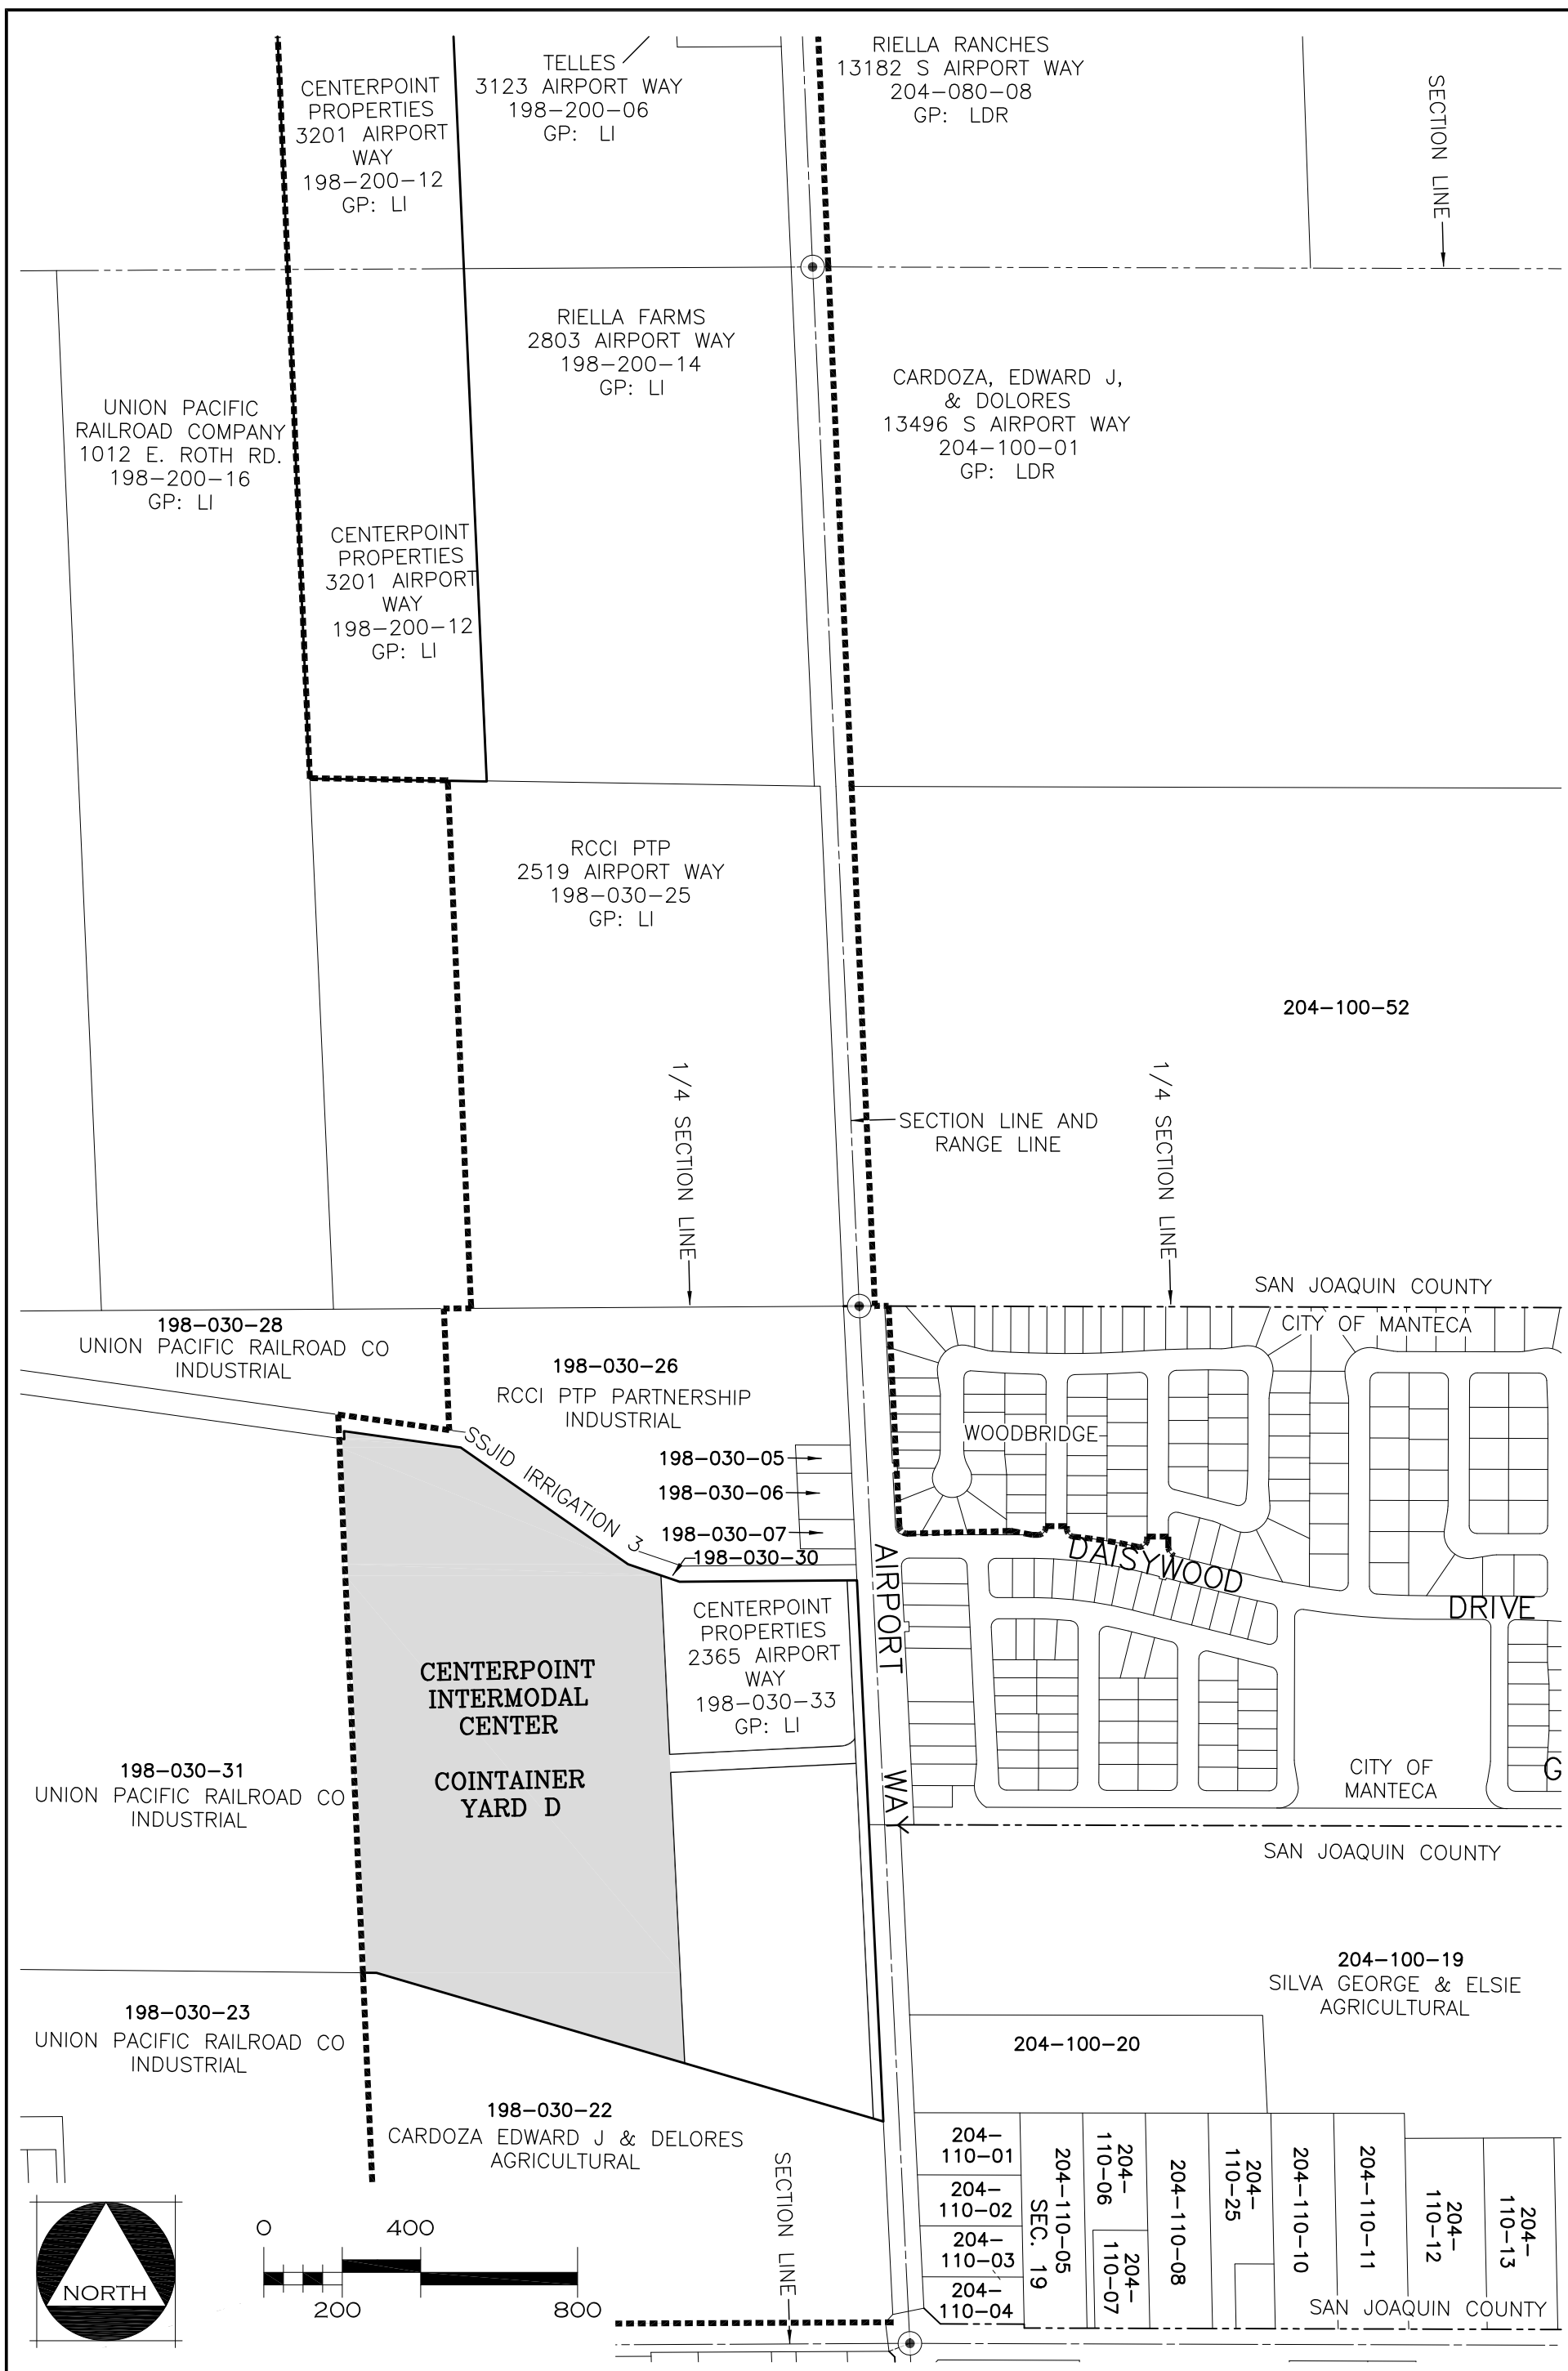 CENTERPOINT
PROPERTIES
3201 AIRPORT
WAY
198-200-12
GP: LI
TELLES
3123 AIRPORT WAY
198-200-06
GP: LI
RIELLA RANCHES
13182 S AIRPORT WAY
204-080-08
GP: LDR
SECTION LINE
UNION PACIFIC
RAILROAD COMPANY
1012 E. ROTH RD.
198-200-16
GP: LI
RIELLA FARMS
2803 AIRPORT WAY
198-200-14
GP: LI
CARDOZA, EDWARD J,
& DOLORES
13496 S AIRPORT WAY
204-100-01
GP: LDR
CENTERPOINT
PROPERTIES
3201 AIRPORT
WAY
198-200-12
GP: LI
RCCI PTP
2519 AIRPORT WAY
198-030-25
GP: LI
204-100-52
1/4 SECTION LINE
SECTION LINE AND
RANGE LINE
1/4 SECTION LINE
SAN JOAQUIN COUNTY
CITY OF MANTECA
198-030-28
UNION PACIFIC RAILROAD CO
INDUSTRIAL
198-030-26
RCCI PTP PARTNERSHIP
INDUSTRIAL
WOODBRIDGE
SSJID IRRIGATION 3
198-030-05
198-030-06
198-030-07
198-030-30
DAISYWOOD
DRIVE
AIRPORT
WAY
CENTERPOINT
PROPERTIES
2365 AIRPORT
WAY
198-030-33
GP: LI
CENTERPOINT
INTERMODAL
CENTER
COINTAINER
YARD D
198-030-31
UNION PACIFIC RAILROAD CO
INDUSTRIAL
CITY OF
MANTECA
G
SAN JOAQUIN COUNTY
204-100-19
SILVA GEORGE & ELSIE
AGRICULTURAL
198-030-23
UNION PACIFIC RAILROAD CO
INDUSTRIAL
204-100-20
198-030-22
CARDOZA EDWARD J & DELORES
AGRICULTURAL
SECTION LINE
204-
110-01
204-
110-02
204-
110-03
204-
110-04
204-110-05
SEC. 19
204-
110-06
204-
110-07
204-110-08
204-
110-25
204-110-10
204-110-11
204-
110-12
204-
110-13
SAN JOAQUIN COUNTY
NORTH
0
400
200
800